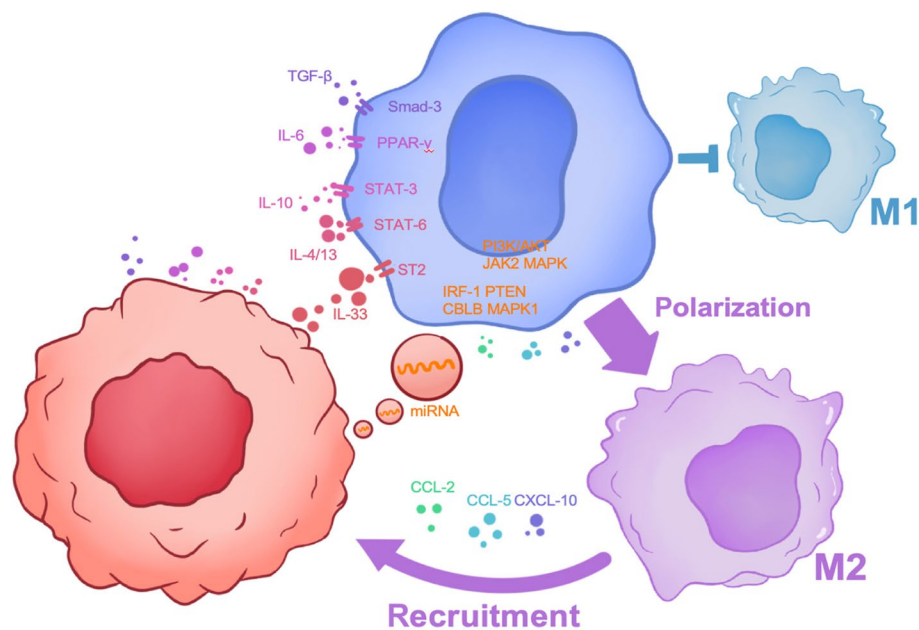 TGF-β
Smad-3
IL-6
PPAR-γ
IL-10
STAT-3
STAT-6
IL-4/13
ST2
IL-33
PI3K/AKT
JAK2 MAPK
IRF-1 PTEN
CBLB MAPK1
miRNA
M1
Polarization
M2
CCL-2
CCL-5 CXCL-10
Recruitment